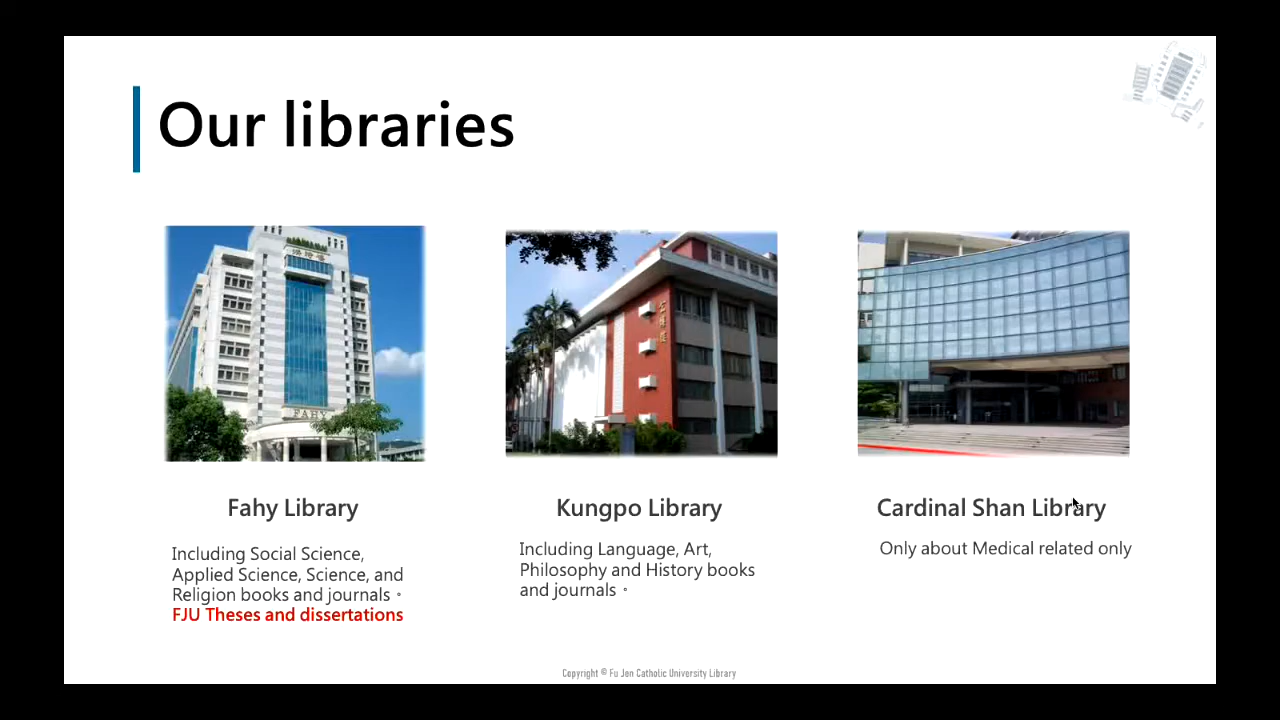 Our libraries
FAHY
Fahy Library
Including Social Science,
Applied Science, Science, and
Religion books and journals。
FJU Theses and dissertations
Kungpo Library
Including Language, Art,
Philosophy and History books
and journals。
Cardinal Shan Library
Only about Medical related only
Copyright © Fu Jen Catholic University Library